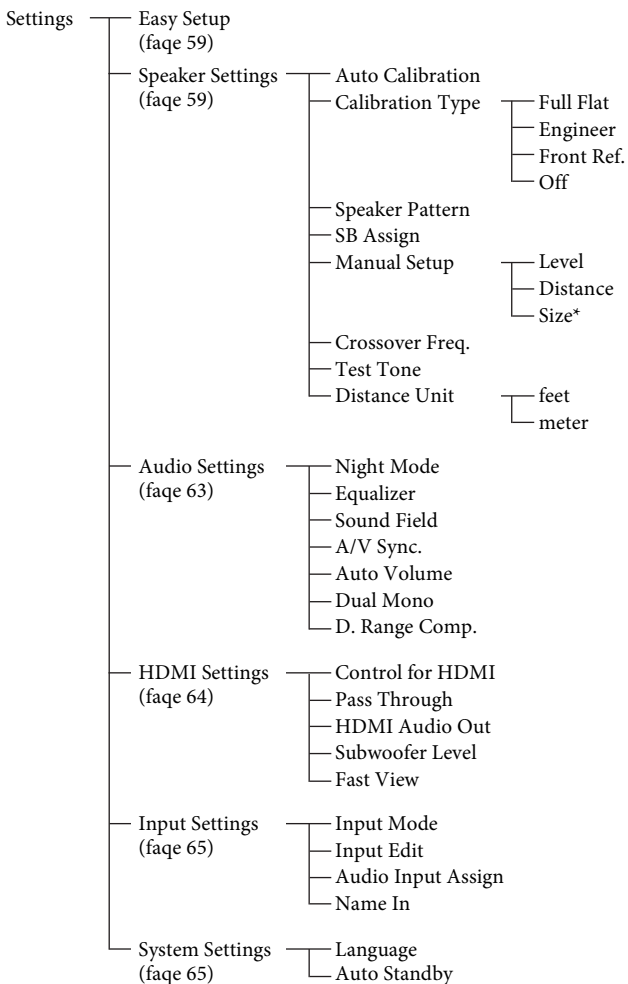 Settings
Easy Setup
(faqe 59)
Speaker Settings
(faqe 59)
Auto Calibration
Calibration Type
Full Flat
Engineer
Front Ref.
Off
Speaker Pattern
SB Assign
Manual Setup
Level
Distance
Size*
Crossover Freq.
Test Tone
Distance Unit
feet
meter
Audio Settings
(faqe 63)
Night Mode
Equalizer
Sound Field
A/V Sync.
Auto Volume
Dual Mono
D. Range Comp.
HDMI Settings
(faqe 64)
Control for HDMI
Pass Through
HDMI Audio Out
Subwoofer Level
Fast View
Input Settings
(faqe 65)
Input Mode
Input Edit
Audio Input Assign
Name In
System Settings
(faqe 65)
Language
Auto Standby